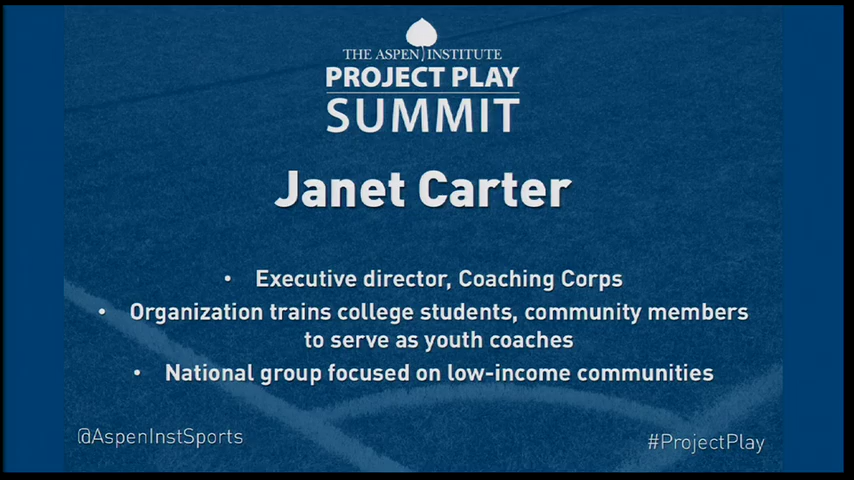 THE ASPEN INSTITUTE
PROJECT PLAY
SUMMIT
Janet Carter
• Executive director, Coaching Corps
• Organization trains college students, community members
to serve as youth coaches
• National group focused on low-income communities
@AspenInstSports
#ProjectPlay